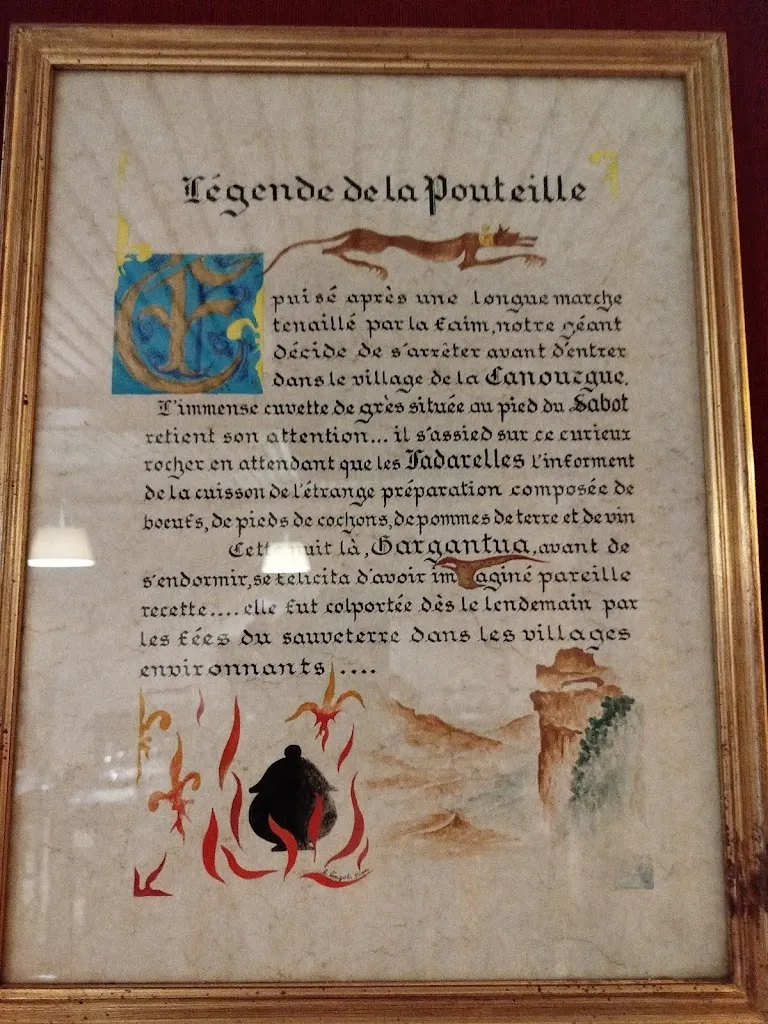 Légende de la Pouteille
Epuisé après une longue marche
tenaillé par la faim, notre géant
décide de s'arrêter avant d'entrer
dans le village de la Canourgue.
L'immense cuvette de grès située au pied du Sabot
retient son attention... il s'assied sur ce curieux
rocher en attendant que les Fadarelles l'informent
de la cuisson de l'étrange préparation composée de
boeufs, de pieds de cochons, de pommes de terre et de vin
Cette nuit là, Gargantua, avant de
s'endormir, se félicita d'avoir imaginé pareille
recette.... elle fut colportée dès le lendemain par
les fées du sauveterre dans les villages
environnants ....